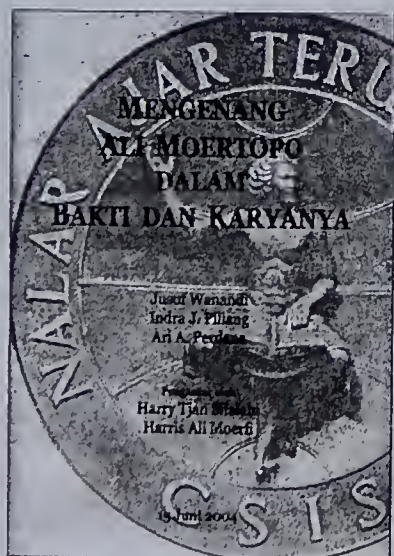 NALAR AJAR TERU
MENGENANG
ALI MOERTOPO
DALAM
BAKTI DAN KARYANYA
Jusuf Wanandi
Indra J. Piliang
Ari A. Perdana
Harry Tjan Silalahi
Harris Ali Moerfi
15 Juni 2004
CSIS